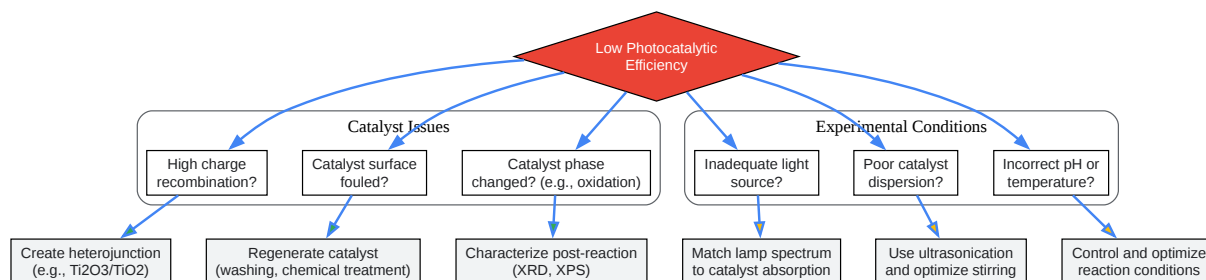 Low Photocatalytic
Efficiency
Catalyst Issues
Experimental Conditions
High charge
recombination?
Catalyst surface
fouled?
Catalyst phase
changed? (e.g., oxidation)
Inadequate light
source?
Poor catalyst
dispersion?
Incorrect pH or
temperature?
Create heterojunction
(e.g., Ti2O3/TiO2)
Regenerate catalyst
(washing, chemical treatment)
Characterize post-reaction
(XRD, XPS)
Match lamp spectrum
to catalyst absorption
Use ultrasonication
and optimize stirring
Control and optimize
reaction conditions